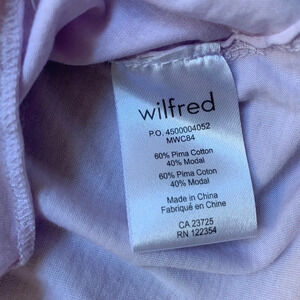 wilfred
P.O. 4500004052
MWC84
60% Pima Cotton
40% Modal
60% Pima Coton
40% Modal
Made in China
Fabriqué en Chine
CA 23725
RN 122354